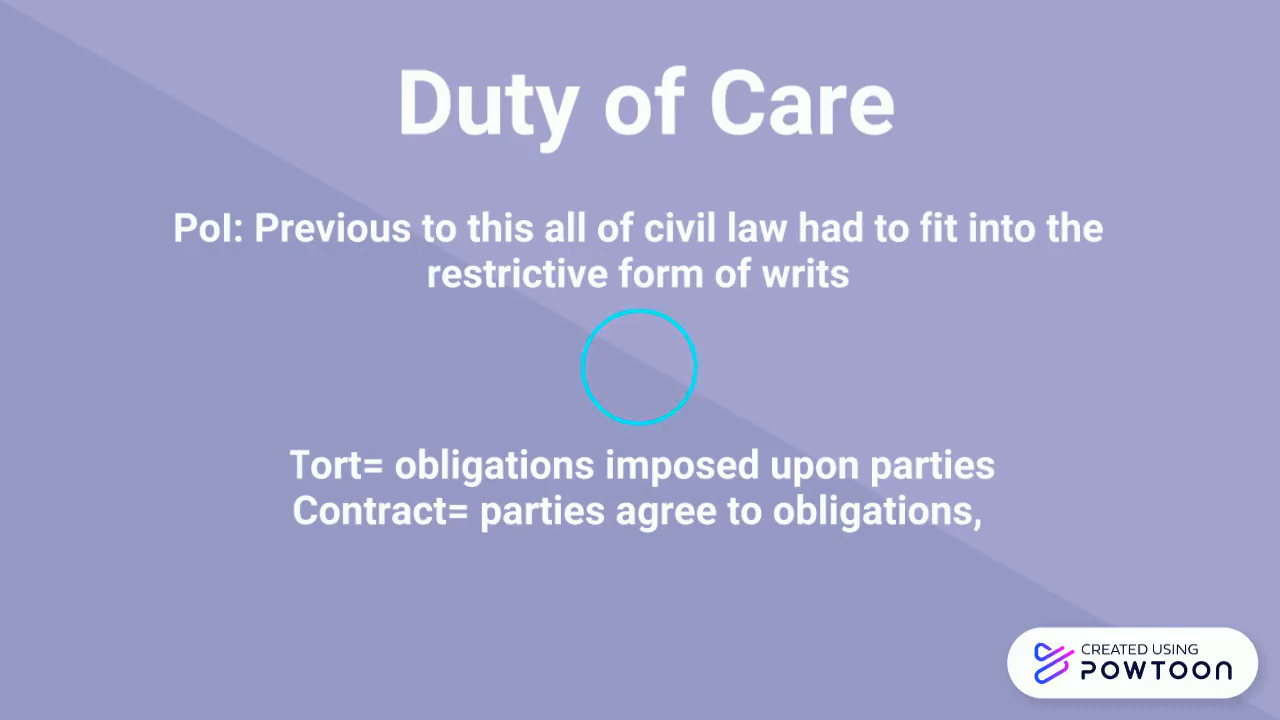 Duty of Care
PoI: Previous to this all of civil law had to fit into the
restrictive form of writs
Tort= obligations imposed upon parties
Contract= parties agree to obligations,
CREATED USING
POWTOON